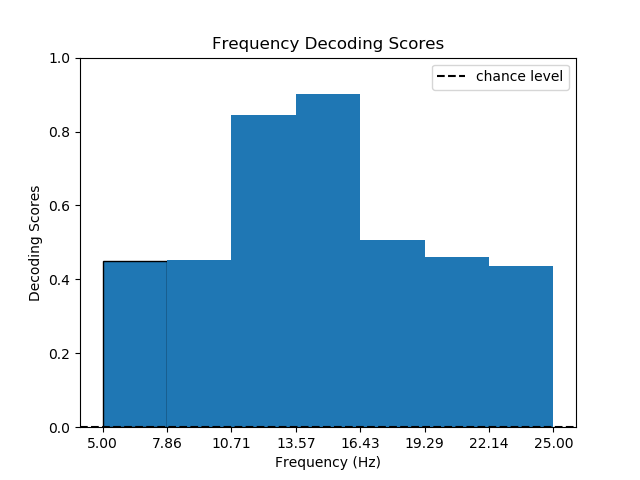 Frequency Decoding Scores
chance level
1.0
0.8
0.6
0.4
0.2
0.0
Decoding Scores
5.00 7.86 10.71 13.57 16.43 19.29 22.14 25.00
Frequency (Hz)